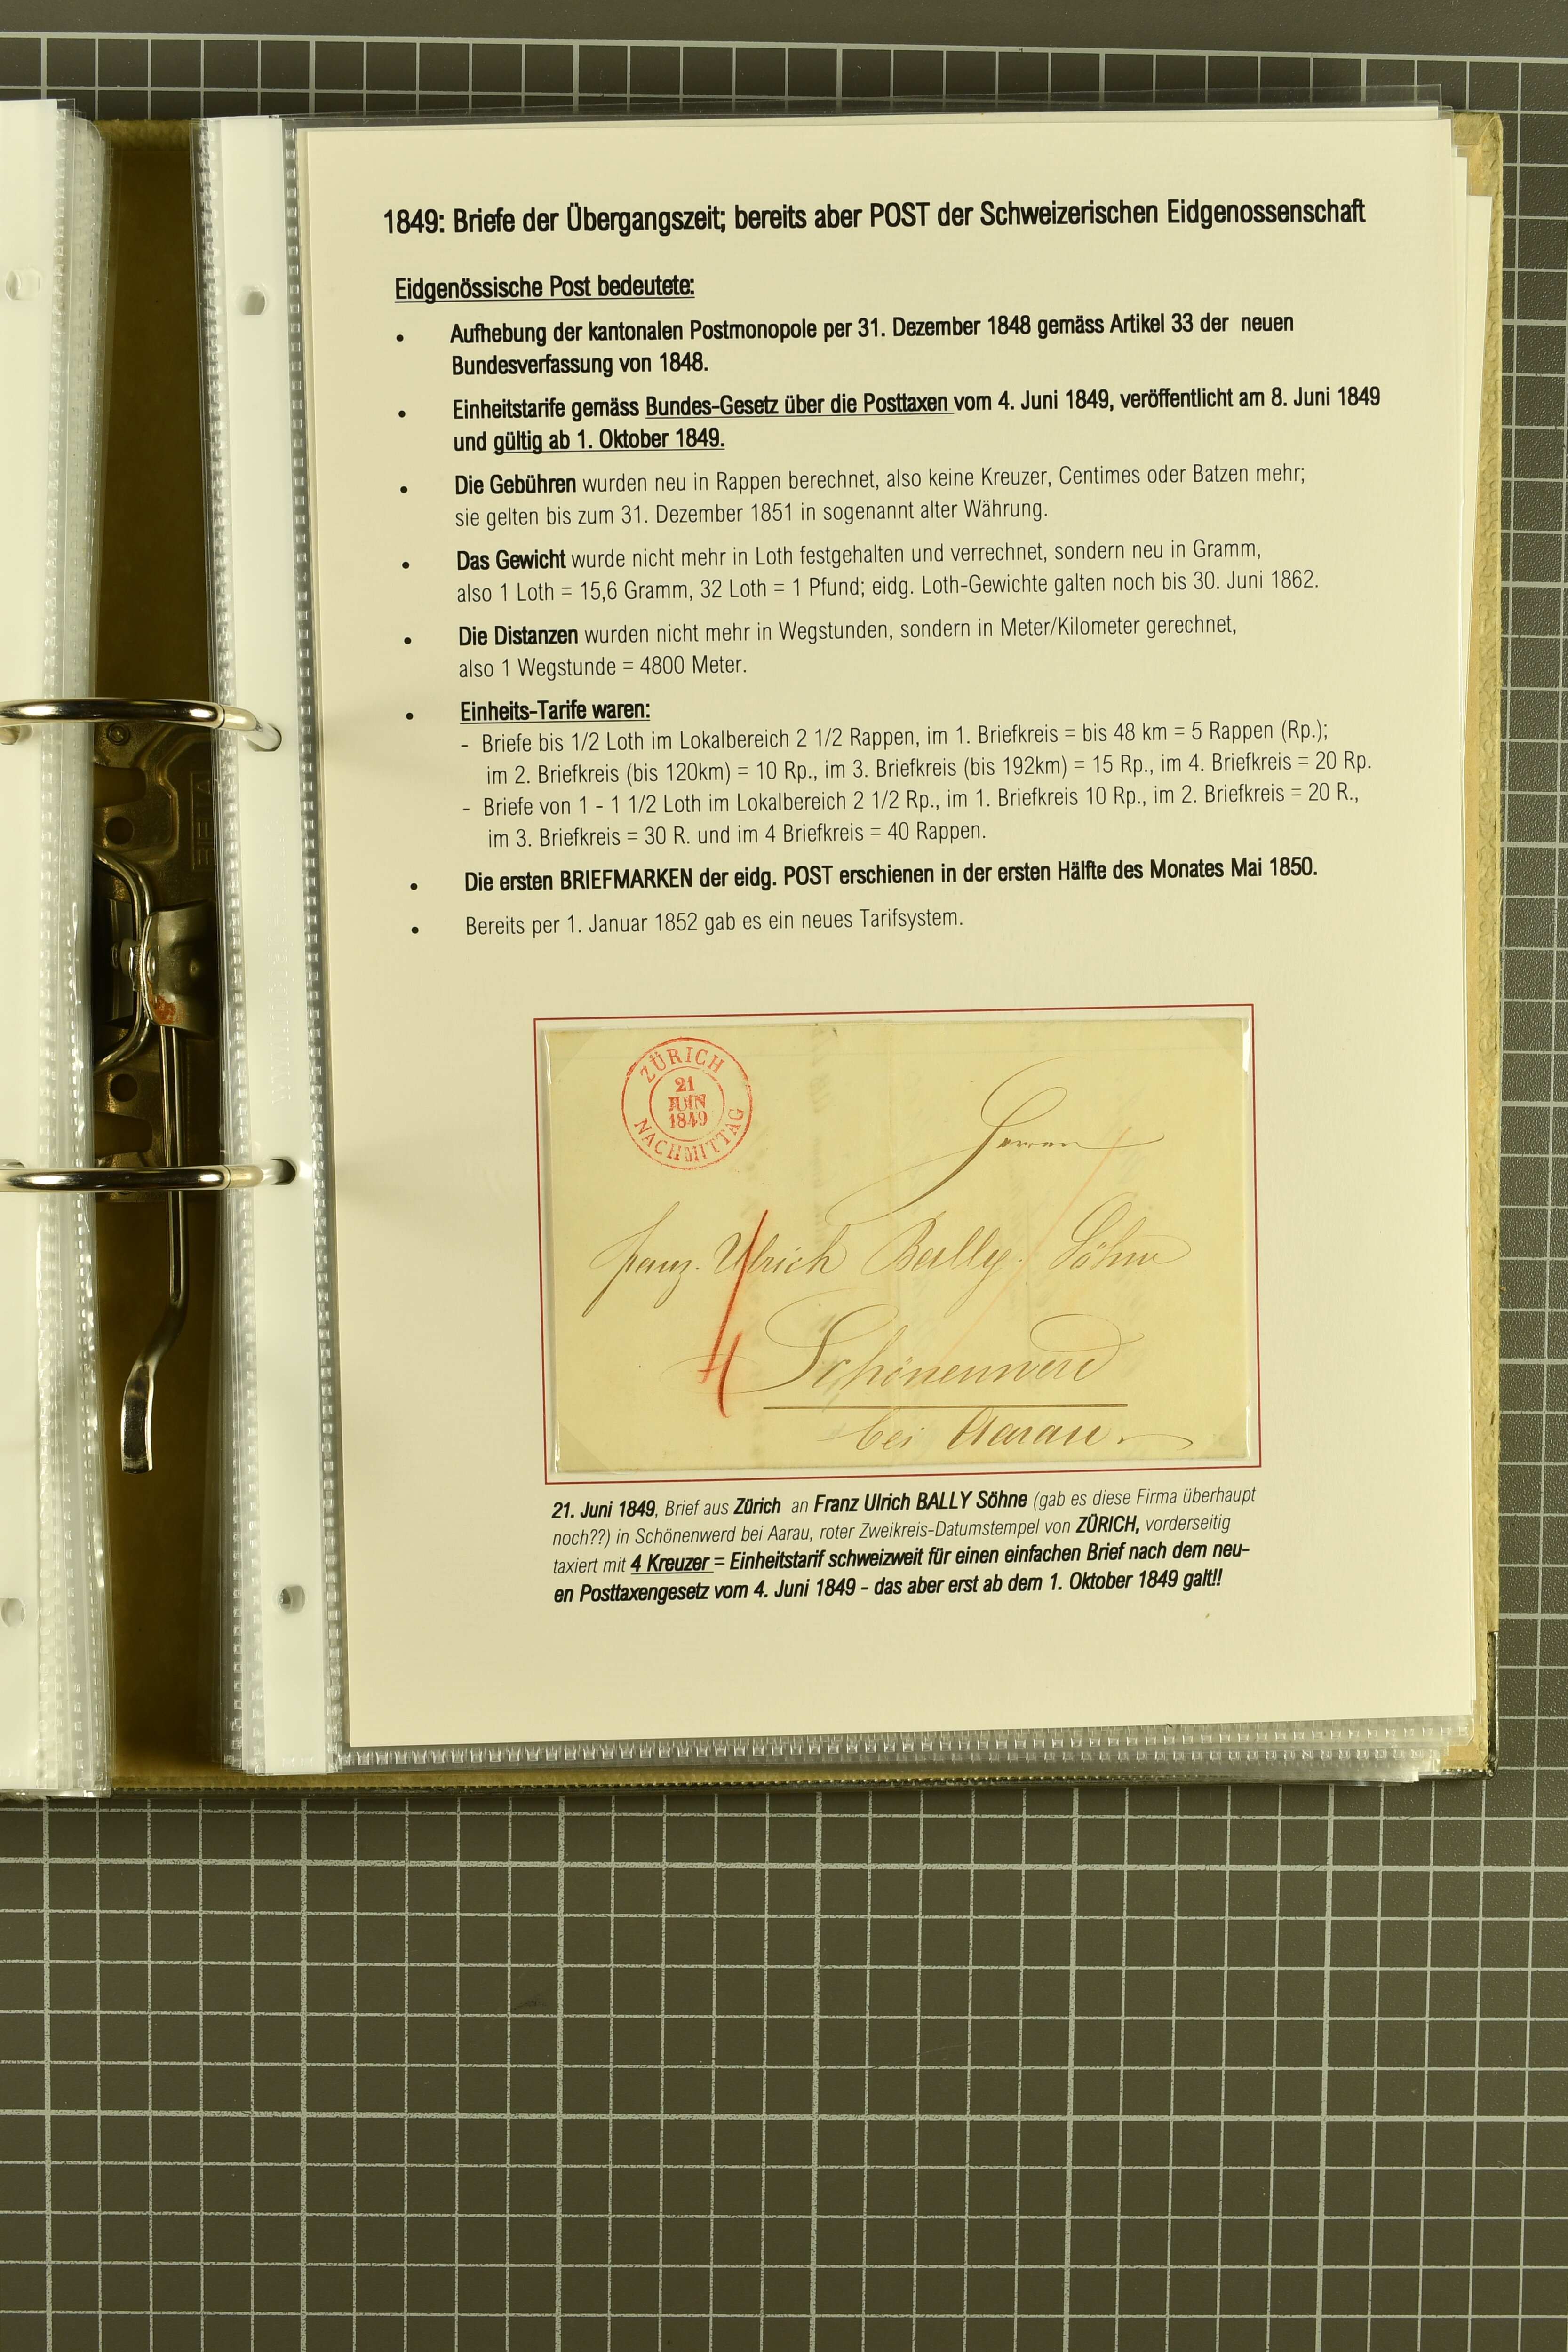 1849: Briefe der Übergangszeit; bereits aber POST der Schweizerischen Eidgenossenschaft
Eidgenössische Post bedeutete:
• Aufhebung der kantonalen Postmonopole per 31. Dezember 1848 gemäss Artikel 33 der neuen
Bundesverfassung von 1848.
• Einheitstarife gemäss Bundes-Gesetz über die Posttaxen vom 4. Juni 1849, veröffentlicht am 8. Juni 1849
und gültig ab 1. Oktober 1849.
• Die Gebühren wurden neu in Rappen berechnet, also keine Kreuzer, Centimes oder Batzen mehr;
sie gelten bis zum 31. Dezember 1851 in sogenannt alter Währung.
• Das Gewicht wurde nicht mehr in Loth festgehalten und verrechnet, sondern neu in Gramm,
also 1 Loth = 15,6 Gramm, 32 Loth = 1 Pfund; eidg. Loth-Gewichte galten noch bis 30. Juni 1862.
• Die Distanzen wurden nicht mehr in Wegstunden, sondern in Meter/Kilometer gerechnet,
also 1 Wegstunde = 4800 Meter.
• Einheits-Tarife waren:
- Briefe bis 1/2 Loth im Lokalbereich 2 1/2 Rappen, im 1. Briefkreis = bis 48 km = 5 Rappen (Rp.);
im 2. Briefkreis (bis 120km) = 10 Rp., im 3. Briefkreis (bis 192km) = 15 Rp., im 4. Briefkreis = 20 Rp.
- Briefe von 1 - 1 1/2 Loth im Lokalbereich 2 1/2 Rp., im 1. Briefkreis 10 Rp., im 2. Briefkreis = 20 R.,
im 3. Briefkreis = 30 R. und im 4 Briefkreis = 40 Rappen.
• Die ersten BRIEFMARKEN der eidg. POST erschienen in der ersten Hälfte des Monates Mai 1850.
• Bereits per 1. Januar 1852 gab es ein neues Tarifsystem.
ZÜRICH
21
JUIN
1849
NACHMITTAG
Herren
Franz Ulrich Bally Söhne
4
Schönenwerd
bei Aarau.
21. Juni 1849, Brief aus Zürich an Franz Ulrich BALLY Söhne (gab es diese Firma überhaupt
noch??) in Schönenwerd bei Aarau, roter Zweikreis-Datumstempel von ZÜRICH, vorderseitig
taxiert mit 4 Kreuzer = Einheitstarif schweizweit für einen einfachen Brief nach dem neu-
en Posttaxengesetz vom 4. Juni 1849 - das aber erst ab dem 1. Oktober 1849 galt!!